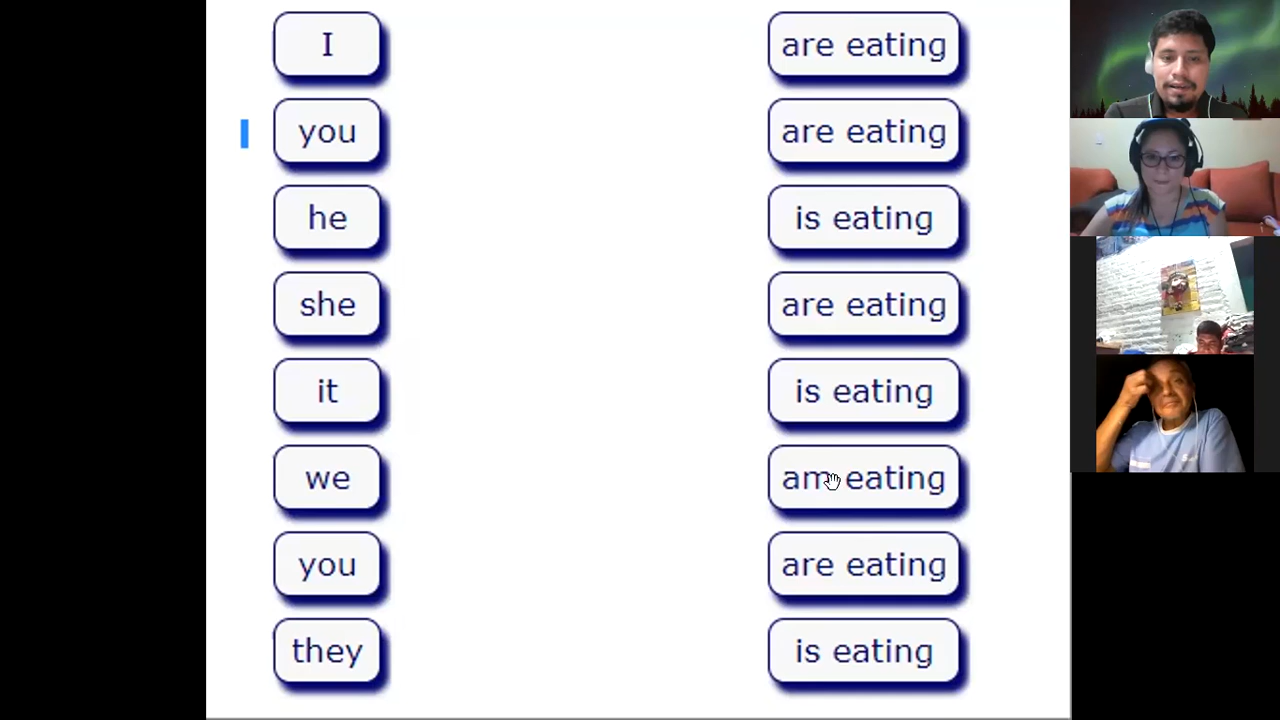 I are eating
you are eating
he is eating
she are eating
it is eating
we am eating
you are eating
they is eating